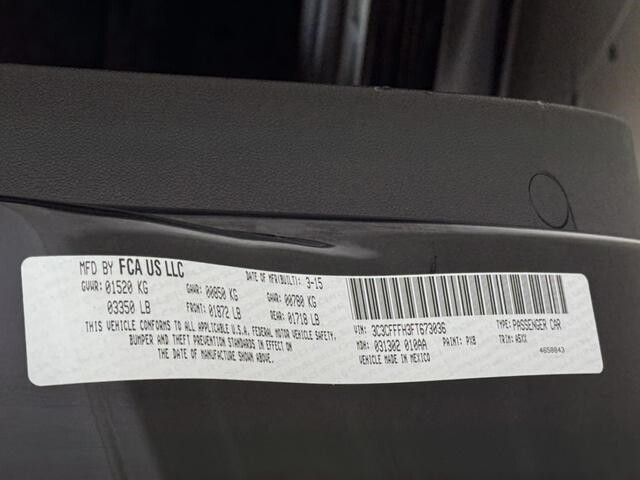 MFD BY FCA US LLC DATE OF MFR(BUILT): 3-15
GVWR: 01520 KG GAWR: 00850 KG GAWR: 00780 KG
03350 LB FRONT: 01872 LB REAR: 01718 LB
THIS VEHICLE CONFORMS TO ALL APPLICABLE U.S.A. FEDERAL MOTOR VEHICLE SAFETY,
BUMPER AND THEFT PREVENTION STANDARDS IN EFFECT ON
THE DATE OF MANUFACTURE SHOWN ABOVE.
VIN: 3C3CFFFH3FT673036 TYPE: PASSENGER CAR
MDH: 031302 010AA PAINT: PX8 TRIM: A5XX
VEHICLE MADE IN MEXICO 4658043